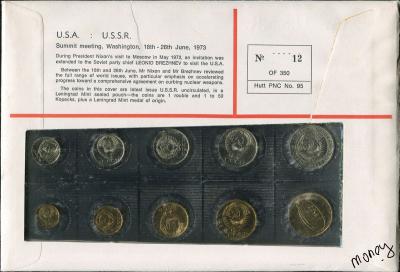 U.S.A. : U.S.S.R.
Summit meeting, Washington, 18th - 26th June, 1973
During President Nixon's visit to Moscow in May 1973, an invitation was
extended to the Soviet party chief LEONID BREZHNEV to visit the U.S.A.
Between the 18th and 26th June, Mr Nixon and Mr Brezhnev reviewed
the full range of world issues, with particular emphasis on accelerating
progress toward a comprehensive agreement on curbing nuclear weapons.
The coins in this cover are latest issue U.S.S.R. uncirculated, in a
Leningrad Mint sealed pouch—the coins are 1 rouble and 1 to 50
Kopecks, plus a Leningrad Mint medal of origin.
No 12
OF 350
Hutt PNC No. 95
money